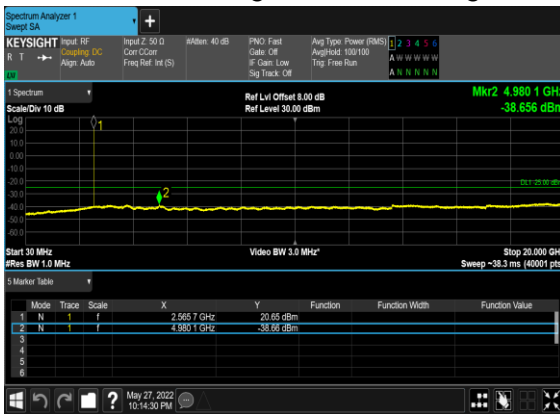 Spectrum Analyzer 1
Swept SA
+
KEYSIGHT Input: RF Input Z: 50 Ω #Atten: 40 dB PNO: Fast Avg Type: Power (RMS) 1 2 3 4 5 6
R T Coupling: DC Corr CCorr Gate: Off Avg|Hold: 100/100 A W W W W W
Align: Auto Freq Ref: Int (S) IF Gain: Low Trig: Free Run
Sig Track: Off A N N N N N
1 Spectrum Ref Lvl Offset 8.00 dB Mkr2 4.980 1 GHz
Scale/Div 10 dB Ref Level 30.00 dBm -38.656 dBm
Log
20.0
10.0
0.00
-10.0
-20.0
-30.0
-40.0
-50.0
-60.0
1
2
DL1 -25.00 dBm
Start 30 MHz Video BW 3.0 MHz* Stop 20.000 GHz
#Res BW 1.0 MHz Sweep ~38.3 ms (40001 pts)
5 Marker Table
Mode Trace Scale X Y Function Function Width Function Value
1 N 1 f 2.565 7 GHz 20.65 dBm
2 N 1 f 4.980 1 GHz -38.66 dBm
3
4
5
6
? May 27, 2022
10:14:30 PM